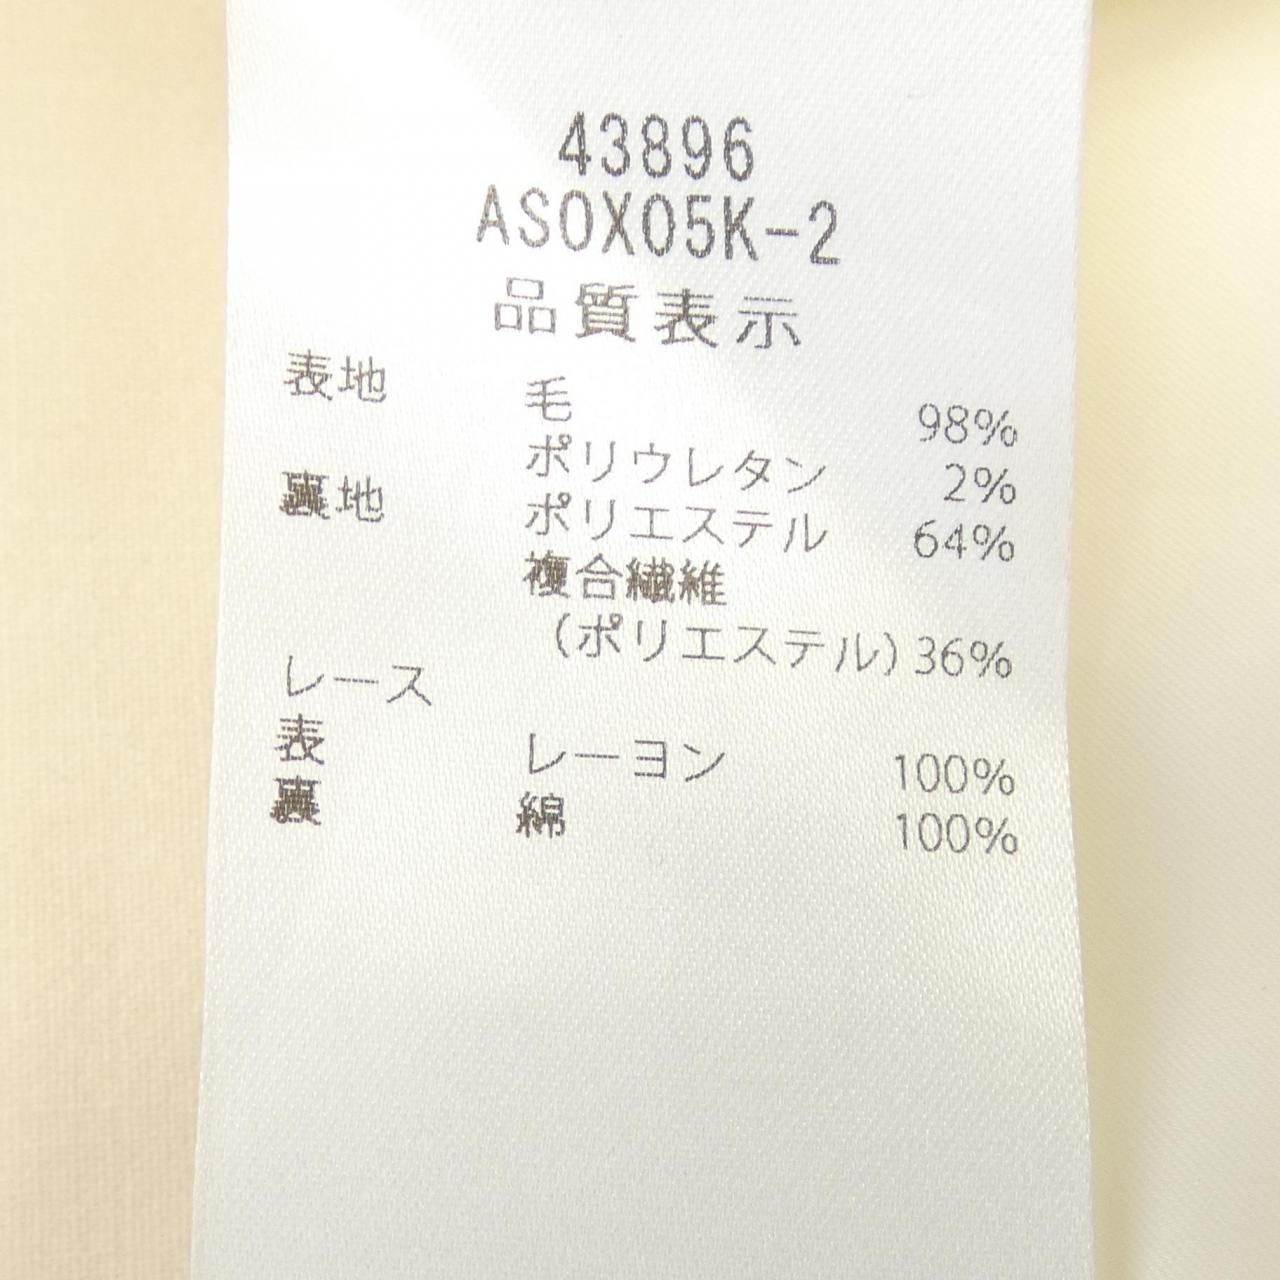 43896
ASOX05K-2
品質表示
表地 毛 98%
ポリウレタン 2%
裏地 ポリエステル 64%
複合繊維
(ポリエステル) 36%
レース
表 レーヨン 100%
裏 綿 100%